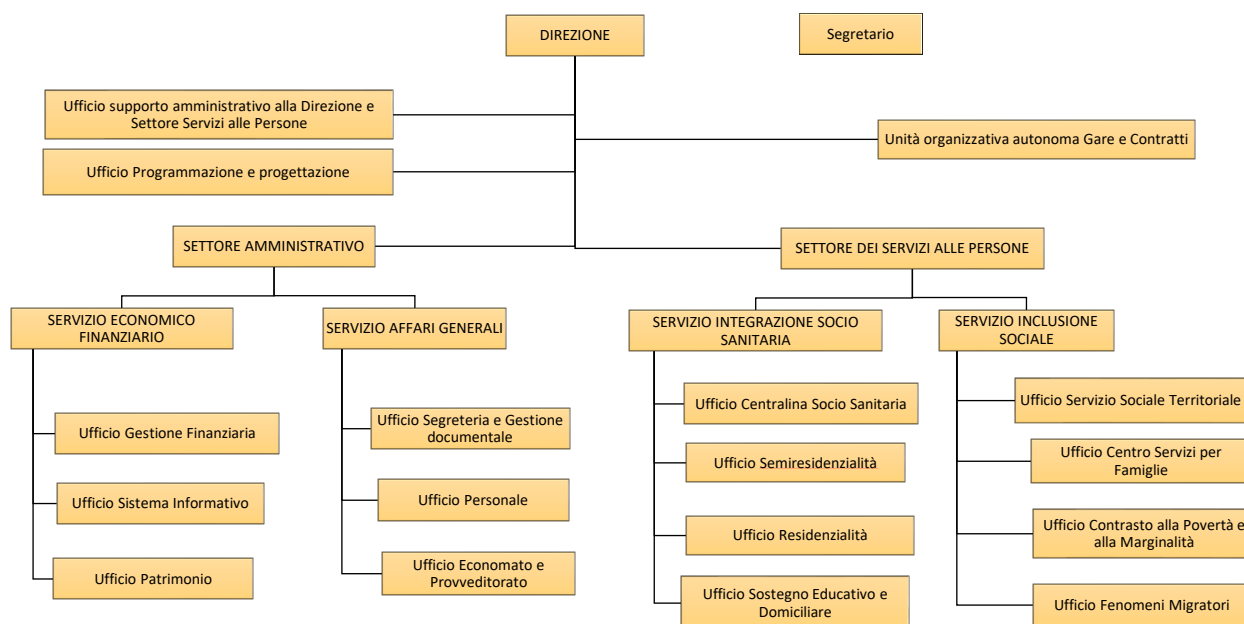 DIREZIONE
Segretario
Ufficio supporto amministrativo alla Direzione e
Settore Servizi alle Persone
Unità organizzativa autonoma Gare e Contratti
Ufficio Programmazione e progettazione
SETTORE AMMINISTRATIVO
SETTORE DEI SERVIZI ALLE PERSONE
SERVIZIO ECONOMICO
FINANZIARIO
SERVIZIO AFFARI GENERALI
SERVIZIO INTEGRAZIONE SOCIO
SANITARIA
SERVIZIO INCLUSIONE
SOCIALE
Ufficio Gestione Finanziaria
Ufficio Sistema Informativo
Ufficio Patrimonio
Ufficio Segreteria e Gestione
documentale
Ufficio Personale
Ufficio Economato e
Provveditorato
Ufficio Centralina Socio Sanitaria
Ufficio Semiresidenzialità
Ufficio Residenzialità
Ufficio Sostegno Educativo e
Domiciliare
Ufficio Servizio Sociale Territoriale
Ufficio Centro Servizi per
Famiglie
Ufficio Contrasto alla Povertà e
alla Marginalità
Ufficio Fenomeni Migratori